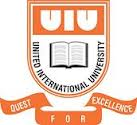 UIU
UNITED INTERNATIONAL UNIVERSITY
QUEST
FOR
EXCELLENCE